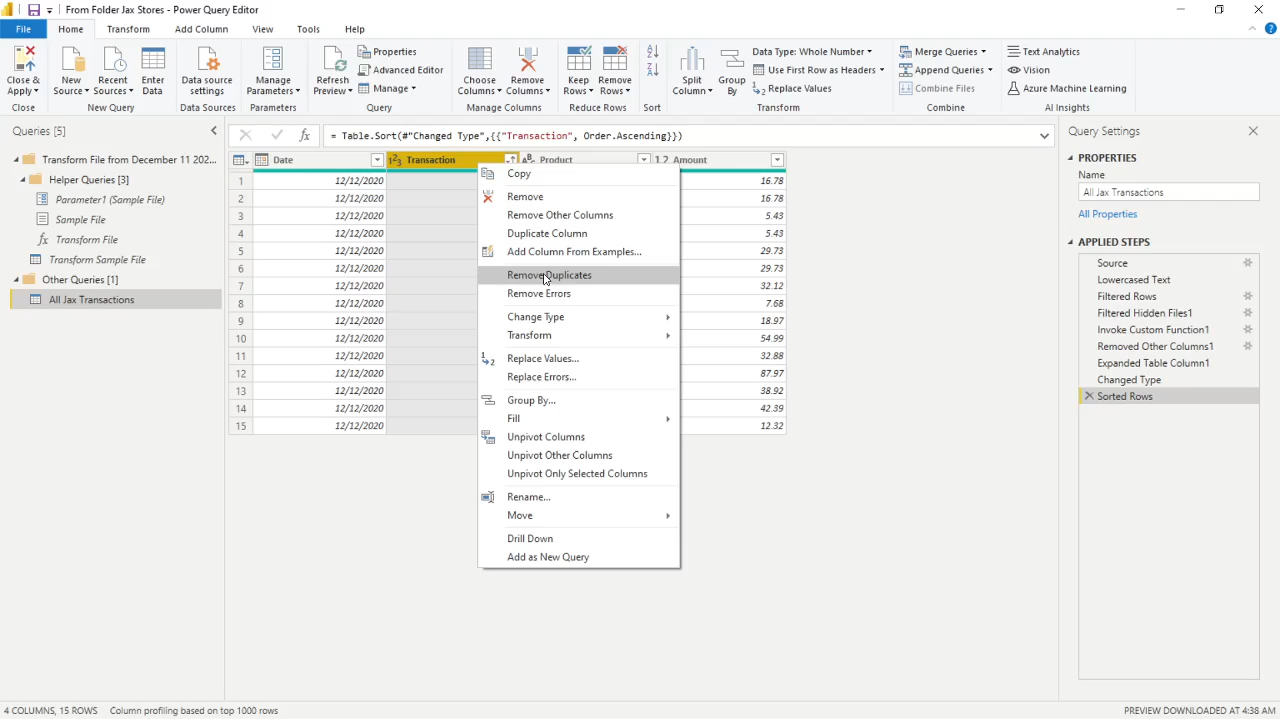 From Folder Jax Stores - Power Query Editor
File
Home
Transform
Add Column
View
Tools
Help
Close &
Apply
Close
New
Source
Recent
Sources
Enter
Data
New Query
Data source
settings
Data Sources
Manage
Parameters
Parameters
Refresh
Preview
Properties
Advanced Editor
Manage
Query
Choose
Columns
Remove
Columns
Manage Columns
Keep
Rows
Remove
Rows
Reduce Rows
Sort
Split
Column
Group
By
Data Type: Whole Number
Use First Row as Headers
Replace Values
Transform
Merge Queries
Append Queries
Combine Files
Combine
Text Analytics
Vision
Azure Machine Learning
AI Insights
Queries [5]
Transform File from December 11 202...
Helper Queries [3]
Parameter1 (Sample File)
Sample File
fx Transform File
Transform Sample File
Other Queries [1]
All Jax Transactions
fx
= Table.Sort(#"Changed Type",{{"Transaction", Order.Ascending}})
Date
1²3 Transaction
ABC Product
1.2 Amount
1 12/12/2020 16.78
2 12/12/2020 16.78
3 12/12/2020 5.43
4 12/12/2020 5.43
5 12/12/2020 29.73
6 12/12/2020 29.73
7 12/12/2020 32.12
8 12/12/2020 7.68
9 12/12/2020 18.97
10 12/12/2020 54.99
11 12/12/2020 32.88
12 12/12/2020 87.97
13 12/12/2020 38.92
14 12/12/2020 42.39
15 12/12/2020 12.32
Copy
Remove
Remove Other Columns
Duplicate Column
Add Column From Examples...
Remove Duplicates
Remove Errors
Change Type
Transform
Replace Values...
Replace Errors...
Group By...
Fill
Unpivot Columns
Unpivot Other Columns
Unpivot Only Selected Columns
Rename...
Move
Drill Down
Add as New Query
Query Settings
PROPERTIES
Name
All Jax Transactions
All Properties
APPLIED STEPS
Source
Lowercased Text
Filtered Rows
Filtered Hidden Files1
Invoke Custom Function1
Removed Other Columns1
Expanded Table Column1
Changed Type
Sorted Rows
4 COLUMNS, 15 ROWS
Column profiling based on top 1000 rows
PREVIEW DOWNLOADED AT 4:38 AM